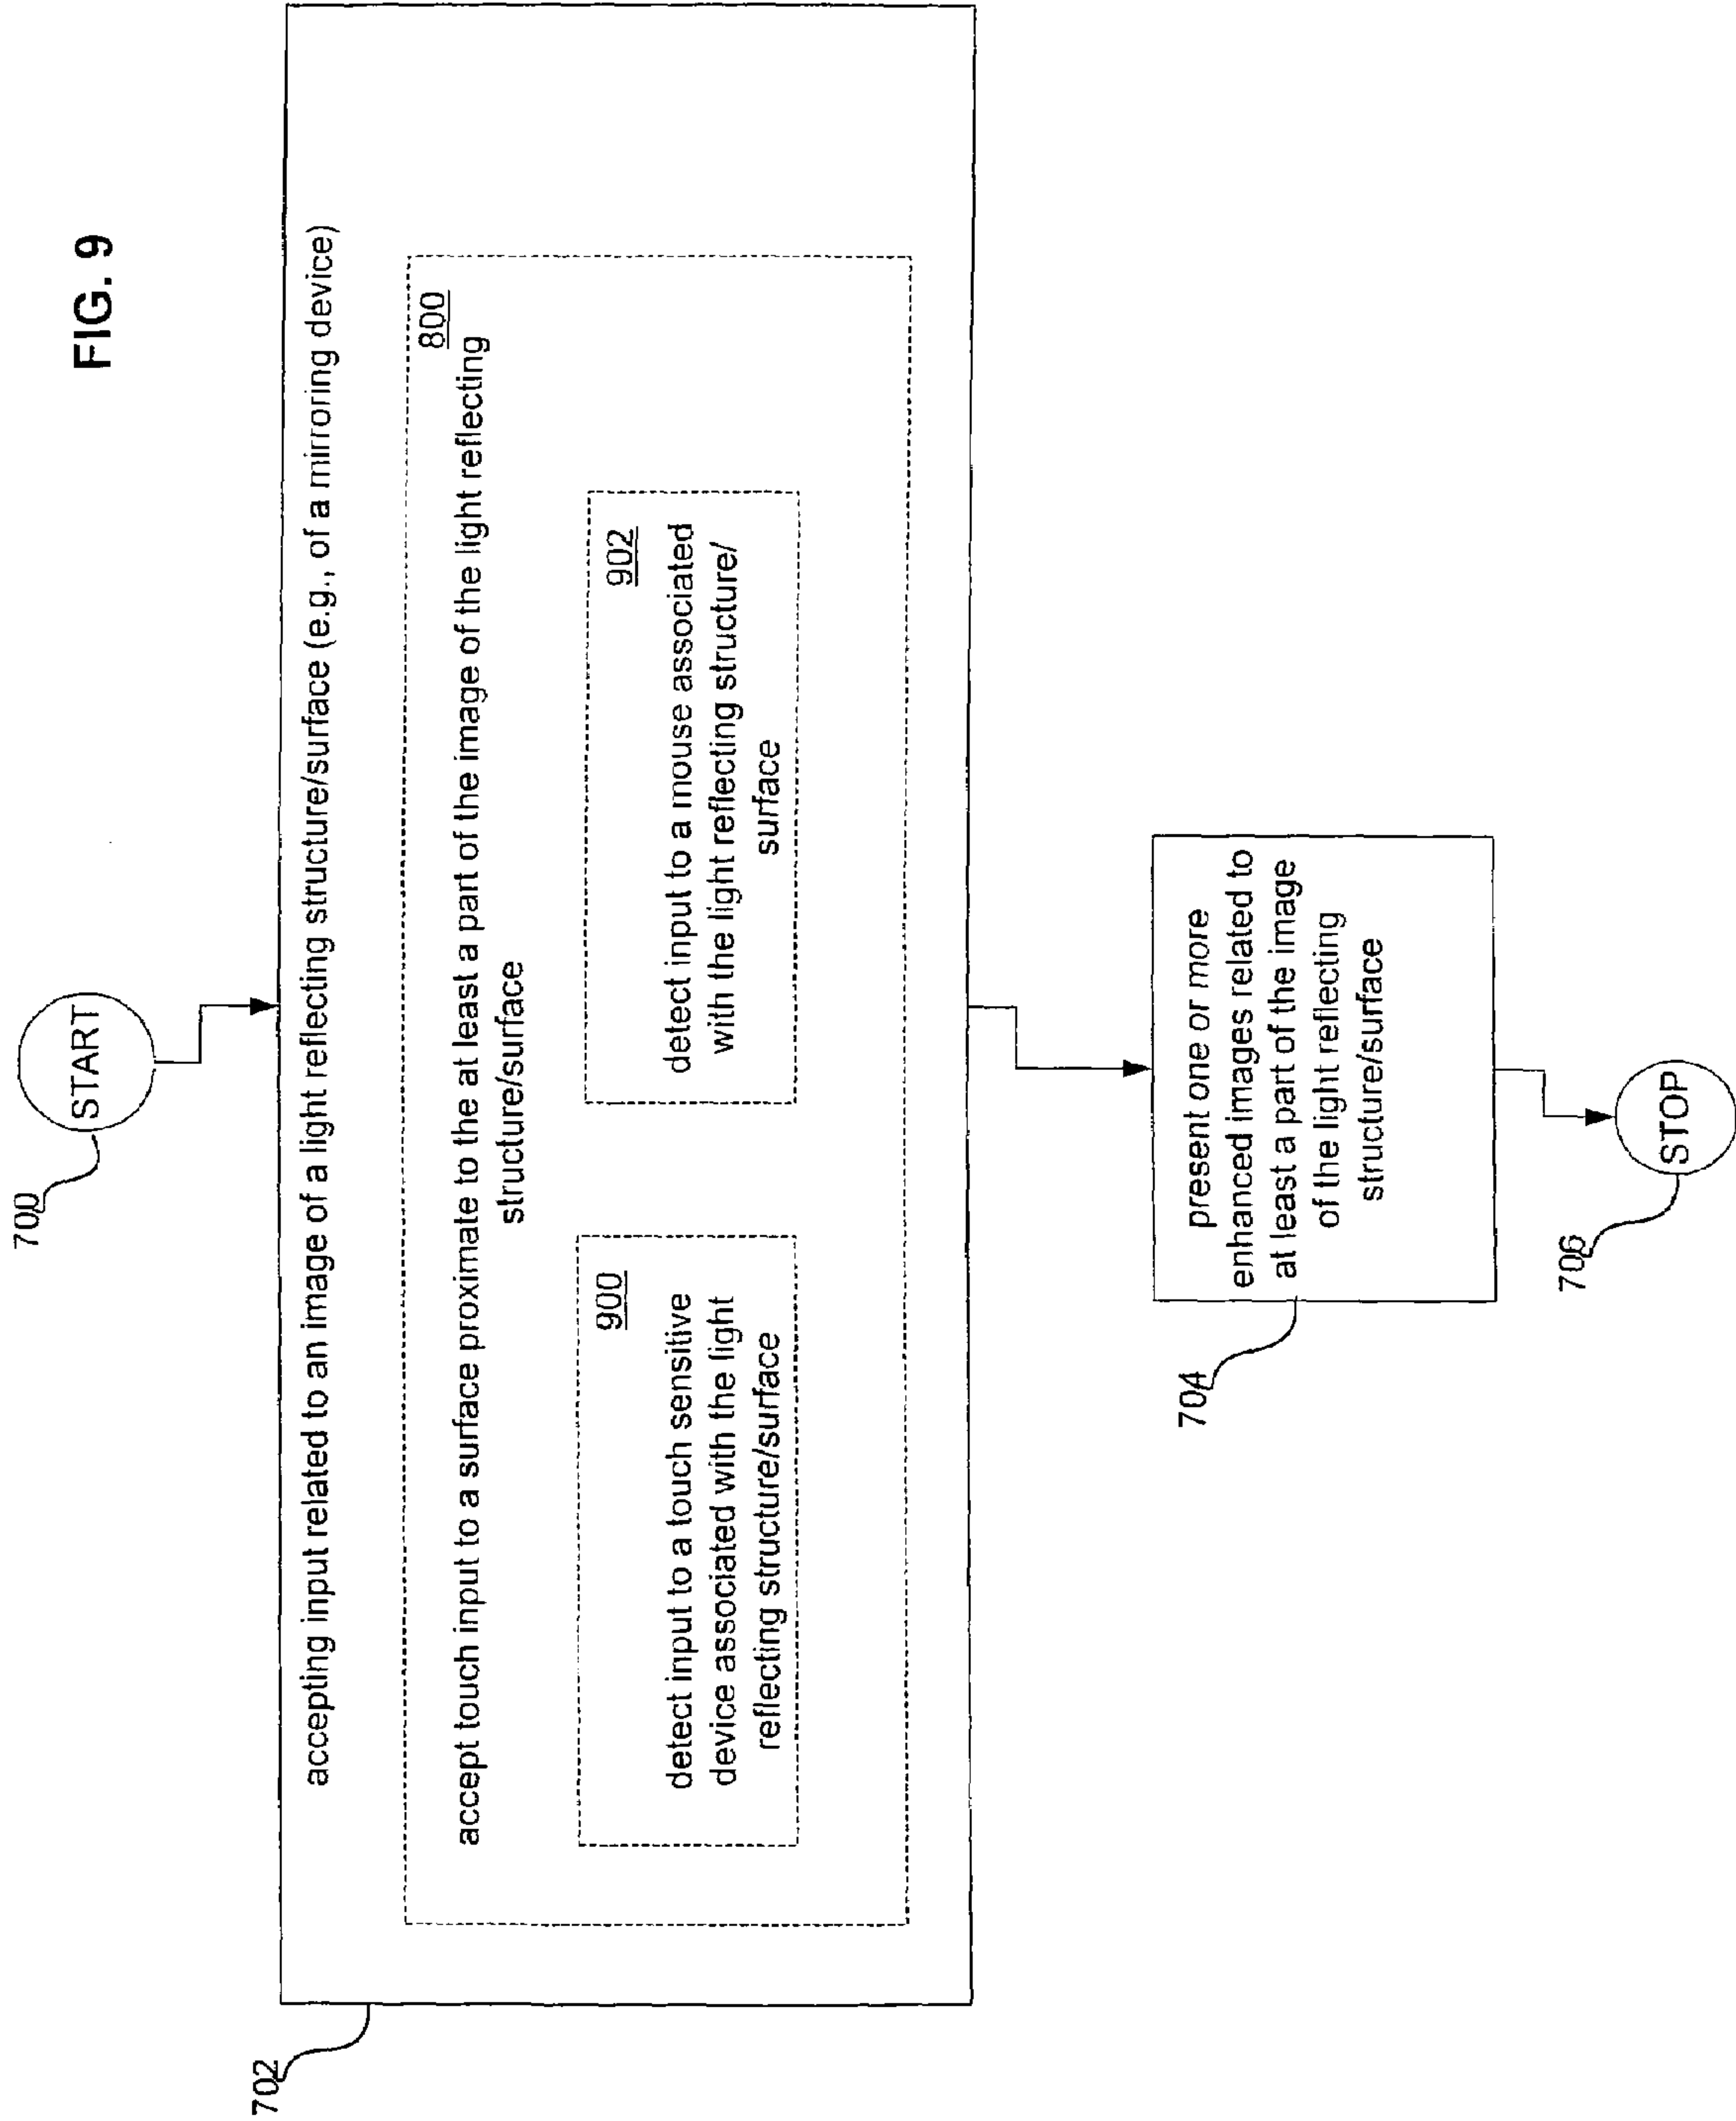 FIG. 9
700
START
702
accepting input related to an image of a light reflecting structure/surface (e.g., of a mirroring device)
800
accept touch input to a surface proximate to the at least a part of the image of the light reflecting
structure/surface
900
detect input to a touch sensitive
device associated with the light
reflecting structure/surface
902
detect input to a mouse associated
with the light reflecting structure/
surface
704
present one or more
enhanced images related to
at least a part of the image
of the light reflecting
structure/surface
706
STOP